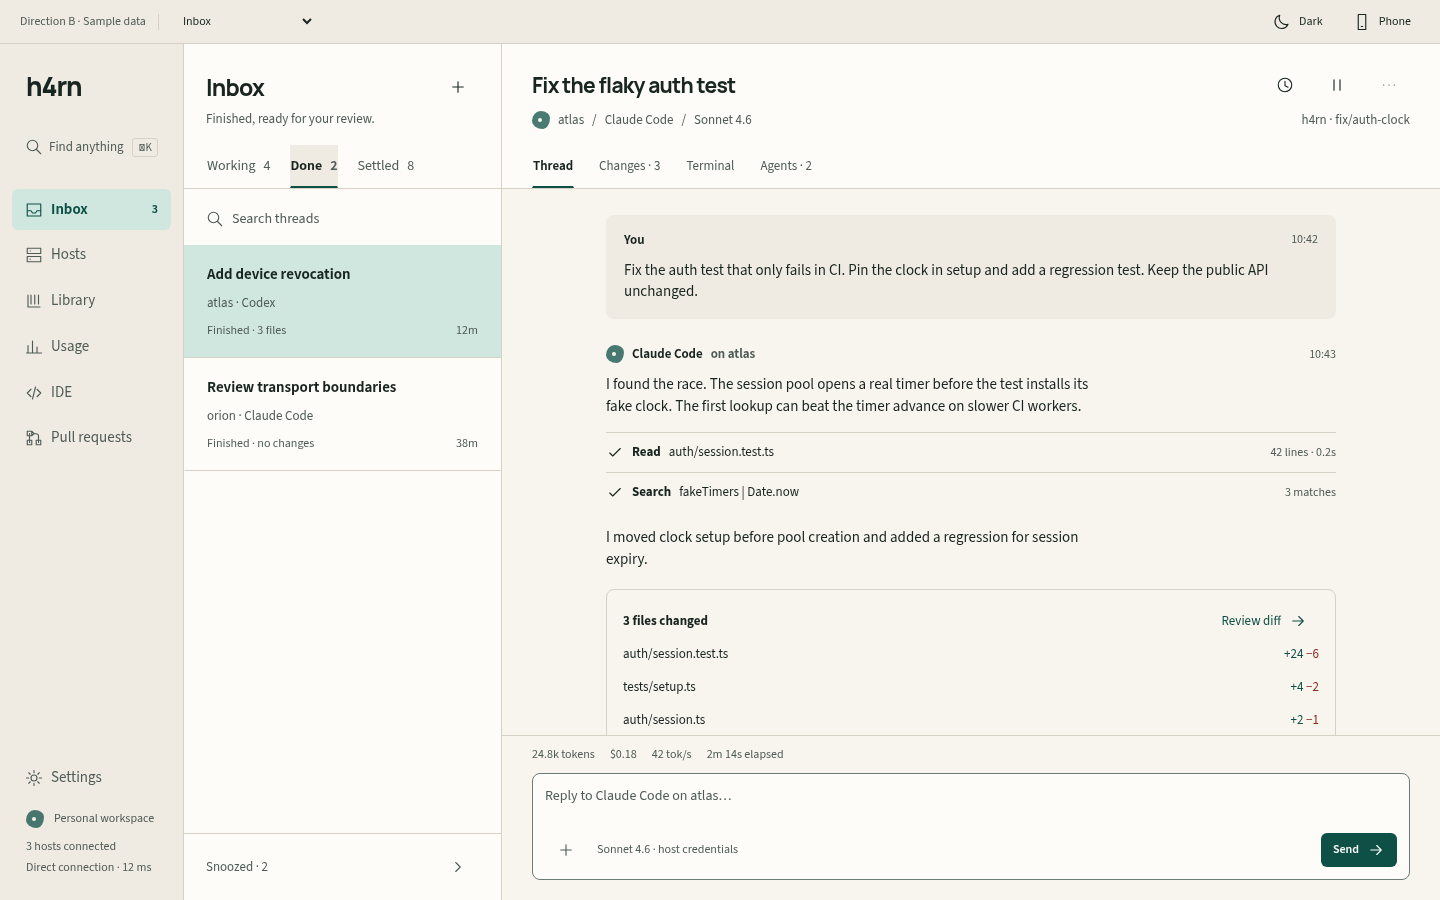 Direction B · Sample data
Inbox
Dark
Phone
h4rn
Find anything
K
Inbox 3
Hosts
Library
Usage
IDE
Pull requests
Settings
Personal workspace
3 hosts connected
Direct connection · 12 ms
Inbox
Finished, ready for your review.
Working 4
Done 2
Settled 8
Search threads
Add device revocation
atlas · Codex
Finished · 3 files 12m
Review transport boundaries
orion · Claude Code
Finished · no changes 38m
Snoozed · 2
Fix the flaky auth test
atlas / Claude Code / Sonnet 4.6
h4rn · fix/auth-clock
Thread
Changes · 3
Terminal
Agents · 2
You 10:42
Fix the auth test that only fails in CI. Pin the clock in setup and add a regression test. Keep the public API
unchanged.
Claude Code on atlas 10:43
I found the race. The session pool opens a real timer before the test installs its
fake clock. The first lookup can beat the timer advance on slower CI workers.
Read auth/session.test.ts 42 lines · 0.2s
Search fakeTimers | Date.now 3 matches
I moved clock setup before pool creation and added a regression for session
expiry.
3 files changed Review diff
auth/session.test.ts +24 −6
tests/setup.ts +4 −2
auth/session.ts +2 −1
24.8k tokens $0.18 42 tok/s 2m 14s elapsed
Reply to Claude Code on atlas…
Sonnet 4.6 · host credentials
Send